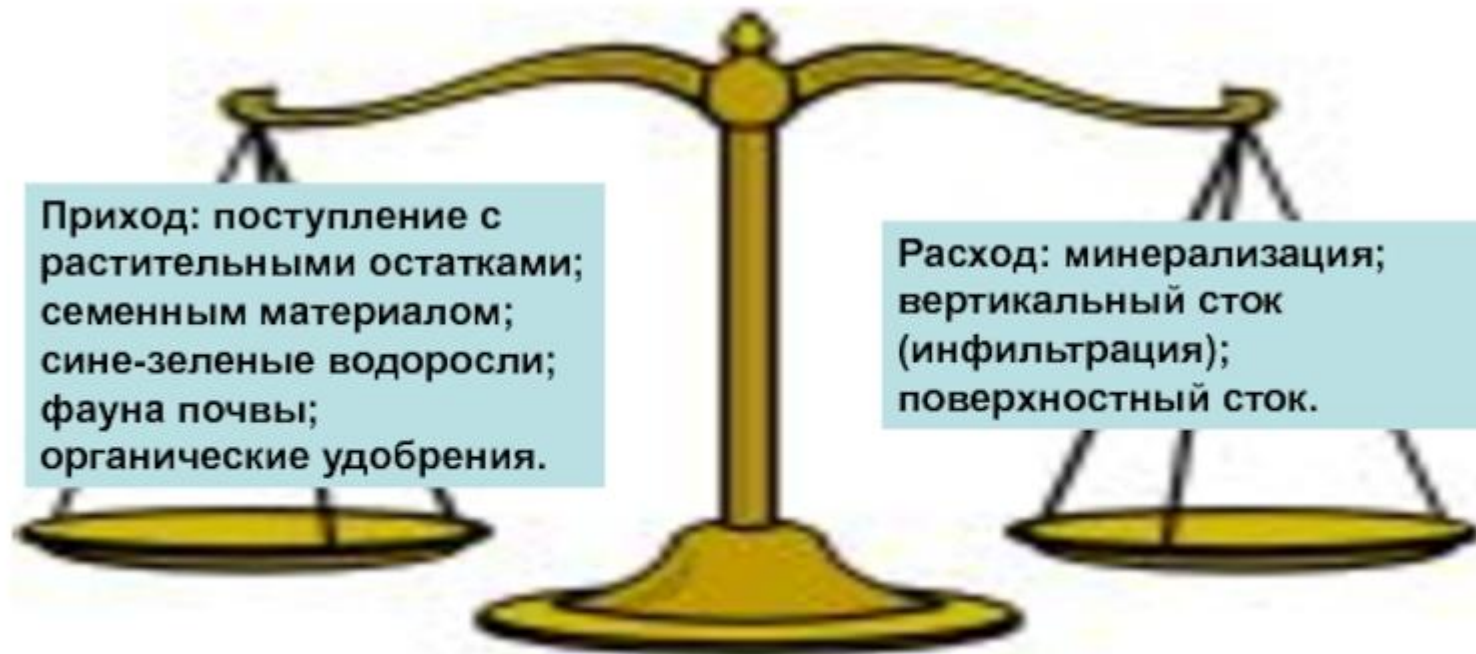 Приход: поступление с
растительными остатками;
семенным материалом;
сине-зеленые водоросли;
фауна почвы;
органические удобрения.
Расход: минерализация;
вертикальный сток
(инфильтрация);
поверхностный сток.